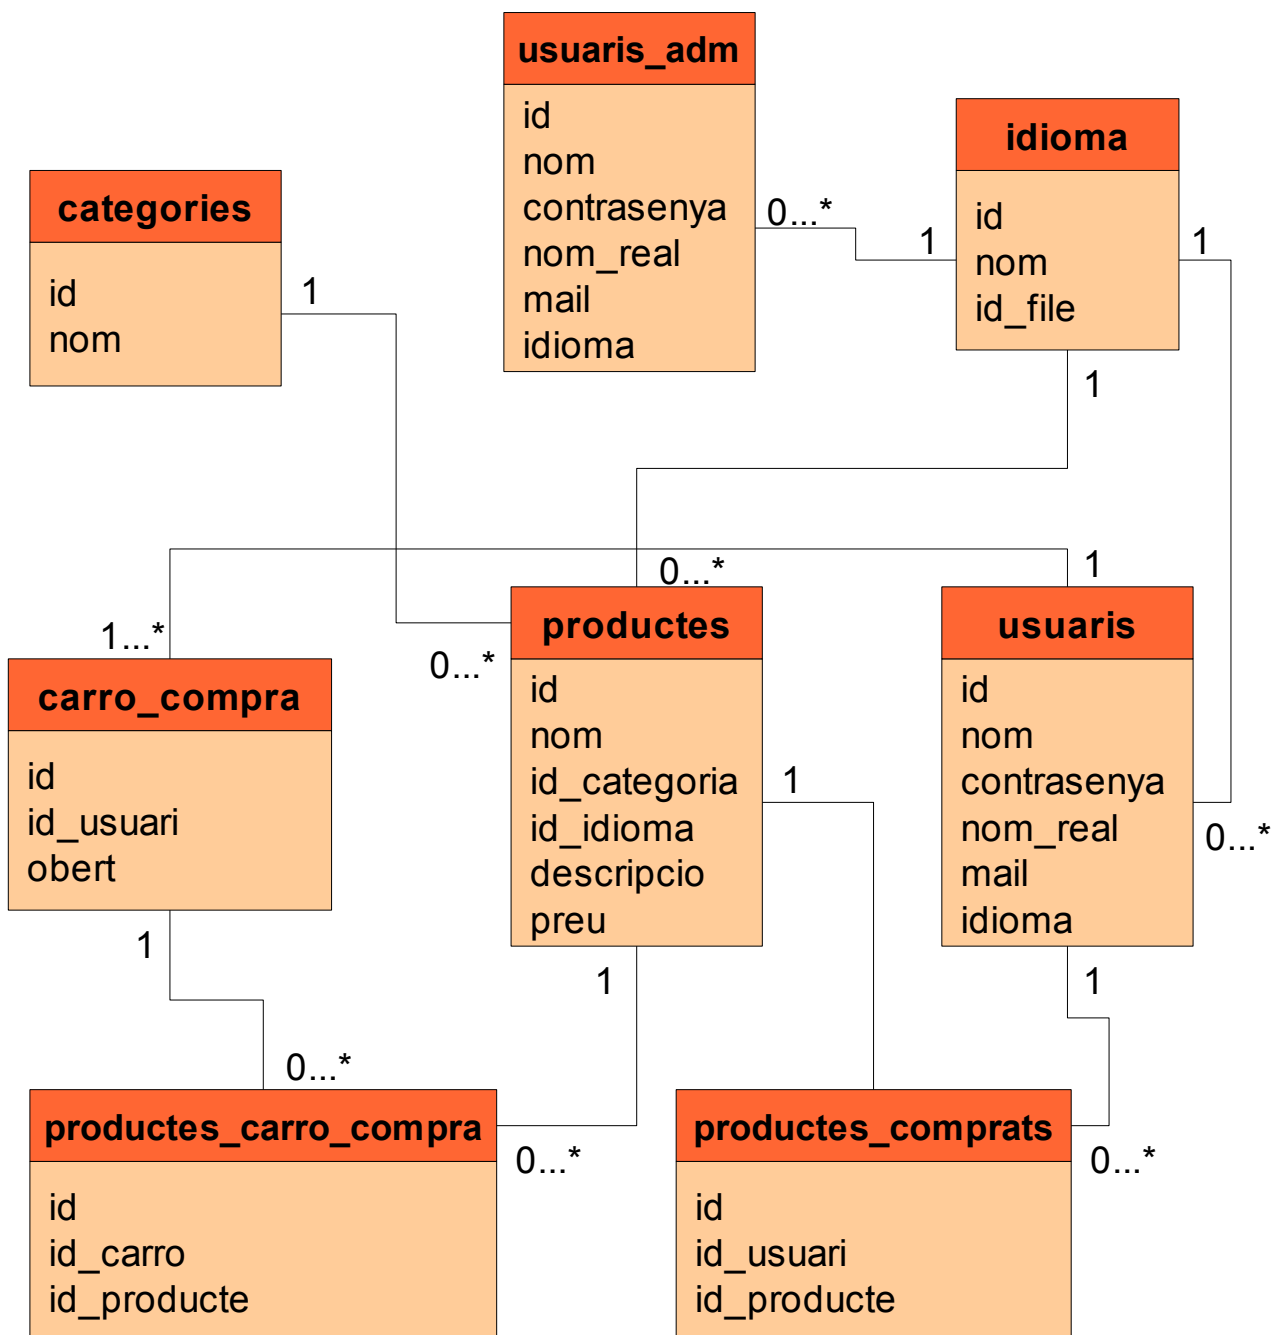 usuaris_adm
id
nom
contrasenya
nom_real
mail
idioma
0...*
1
idioma
id
nom
id_file
1
1
categories
id
nom
1
0...*
1
1...*
0...*
carro_compra
id
id_usuari
obert
1
productes
id
nom
id_categoria
id_idioma
descripcio
preu
1
1
usuaris
id
nom
contrasenya
nom_real
mail
idioma
0...*
1
0...*
productes_carro_compra
id
id_carro
id_producte
0...*
productes_comprats
id
id_usuari
id_producte
0...*